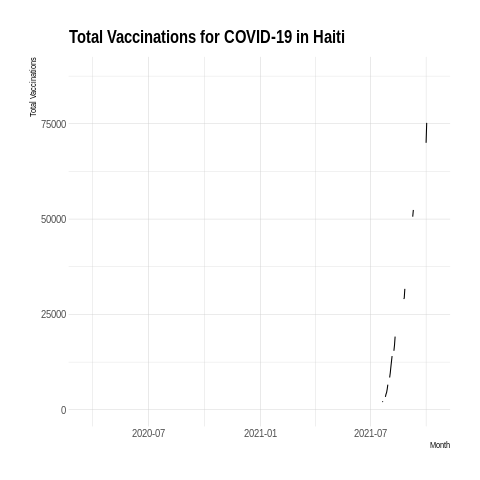 Total Vaccinations for COVID-19 in Haiti
Total Vaccinations
75000
50000
25000
0
2020-07 2021-01 2021-07
Month